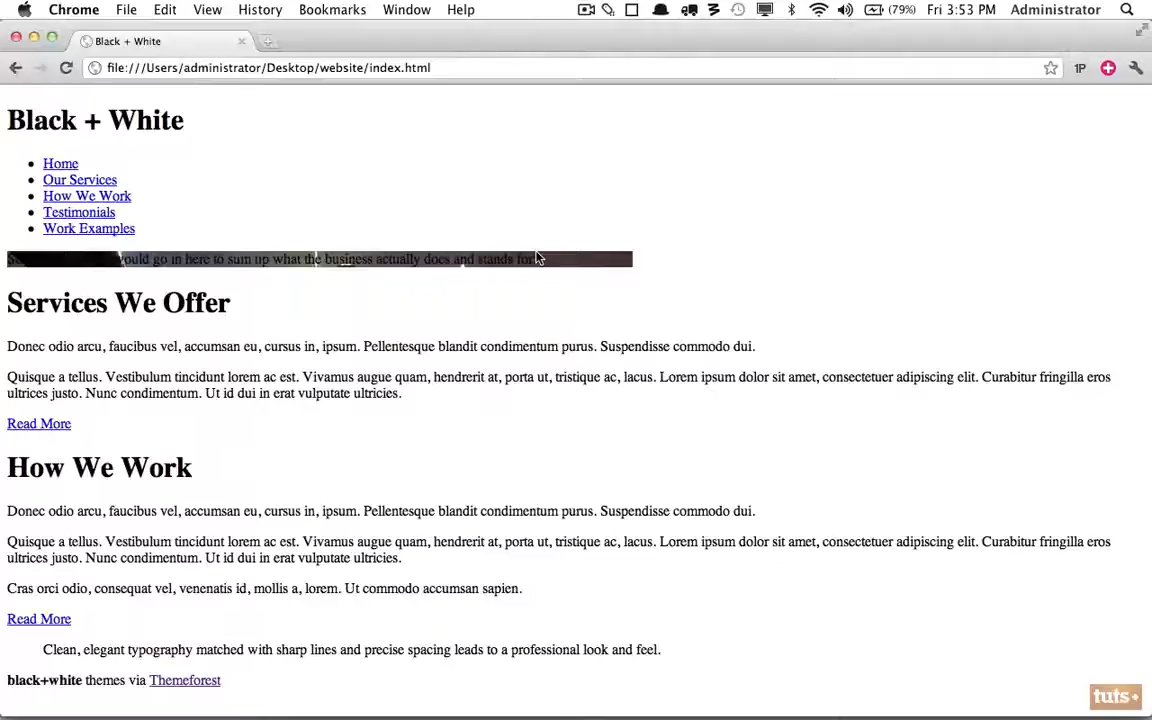 Chrome File Edit View History Bookmarks Window Help (79%) Fri 3:53 PM Administrator
Black + White
file:///Users/administrator/Desktop/website/index.html 1P
Black + White
Home
Our Services
How We Work
Testimonials
Work Examples
would go in here to sum up what the business actually does and stands for
Services We Offer
Donec odio arcu, faucibus vel, accumsan eu, cursus in, ipsum. Pellentesque blandit condimentum purus. Suspendisse commodo dui.
Quisque a tellus. Vestibulum tincidunt lorem ac est. Vivamus augue quam, hendrerit at, porta ut, tristique ac, lacus. Lorem ipsum dolor sit amet, consectetuer adipiscing elit. Curabitur fringilla eros
ultrices justo. Nunc condimentum. Ut id dui in erat vulputate ultricies.
Read More
How We Work
Donec odio arcu, faucibus vel, accumsan eu, cursus in, ipsum. Pellentesque blandit condimentum purus. Suspendisse commodo dui.
Quisque a tellus. Vestibulum tincidunt lorem ac est. Vivamus augue quam, hendrerit at, porta ut, tristique ac, lacus. Lorem ipsum dolor sit amet, consectetuer adipiscing elit. Curabitur fringilla eros
ultrices justo. Nunc condimentum. Ut id dui in erat vulputate ultricies.
Cras orci odio, consequat vel, venenatis id, mollis a, lorem. Ut commodo accumsan sapien.
Read More
Clean, elegant typography matched with sharp lines and precise spacing leads to a professional look and feel.
black+white themes via Themeforest
tuts+